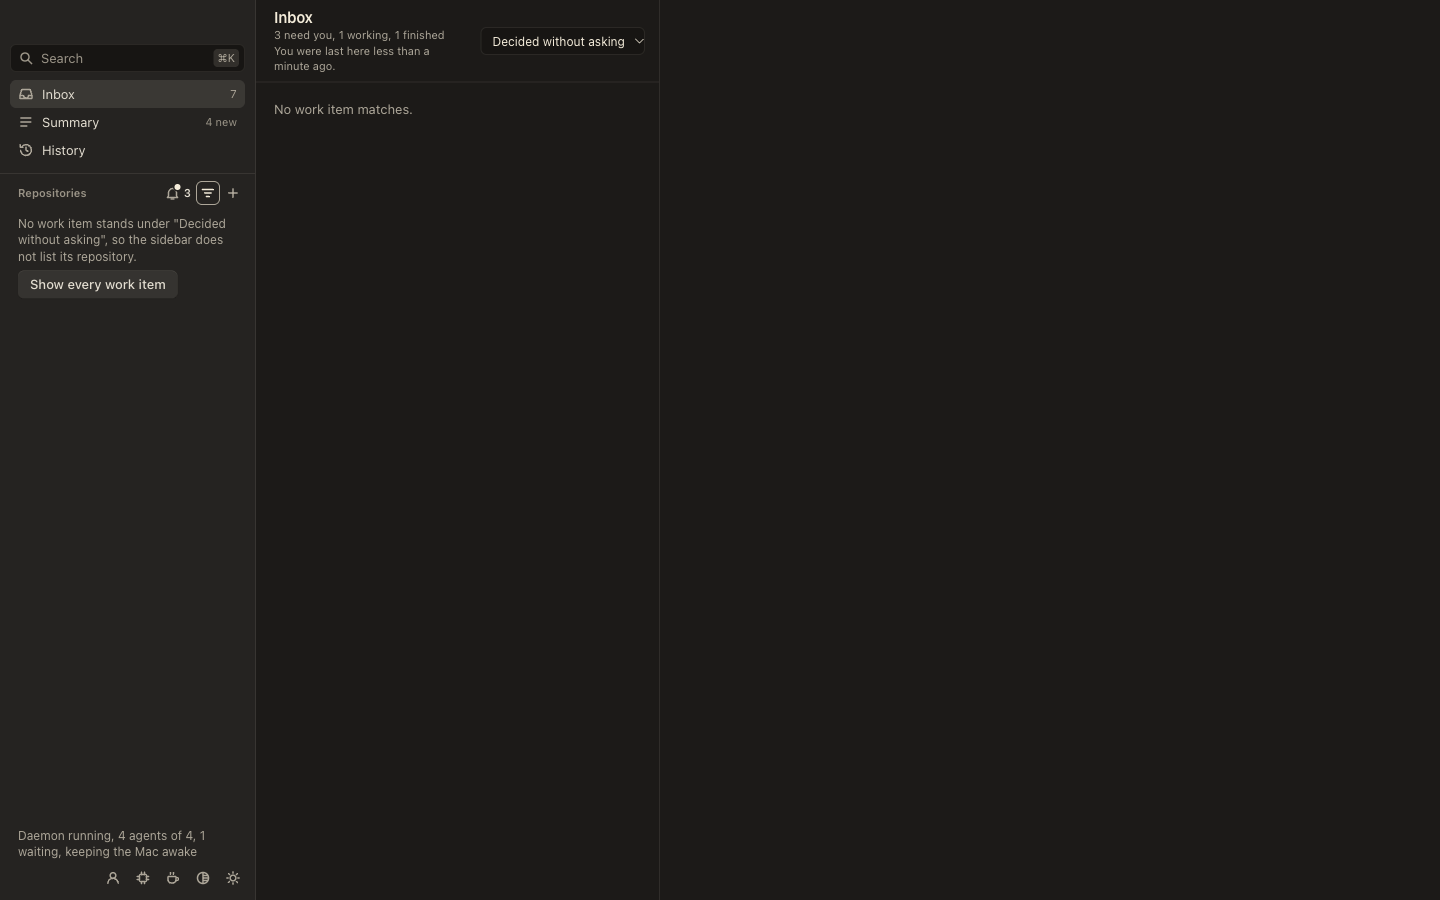 Search
⌘K
Inbox
7
Summary
4 new
History
Repositories
3
No work item stands under "Decided
without asking", so the sidebar does
not list its repository.
Show every work item
Daemon running, 4 agents of 4, 1
waiting, keeping the Mac awake
Inbox
3 need you, 1 working, 1 finished
You were last here less than a
minute ago.
Decided without asking
No work item matches.